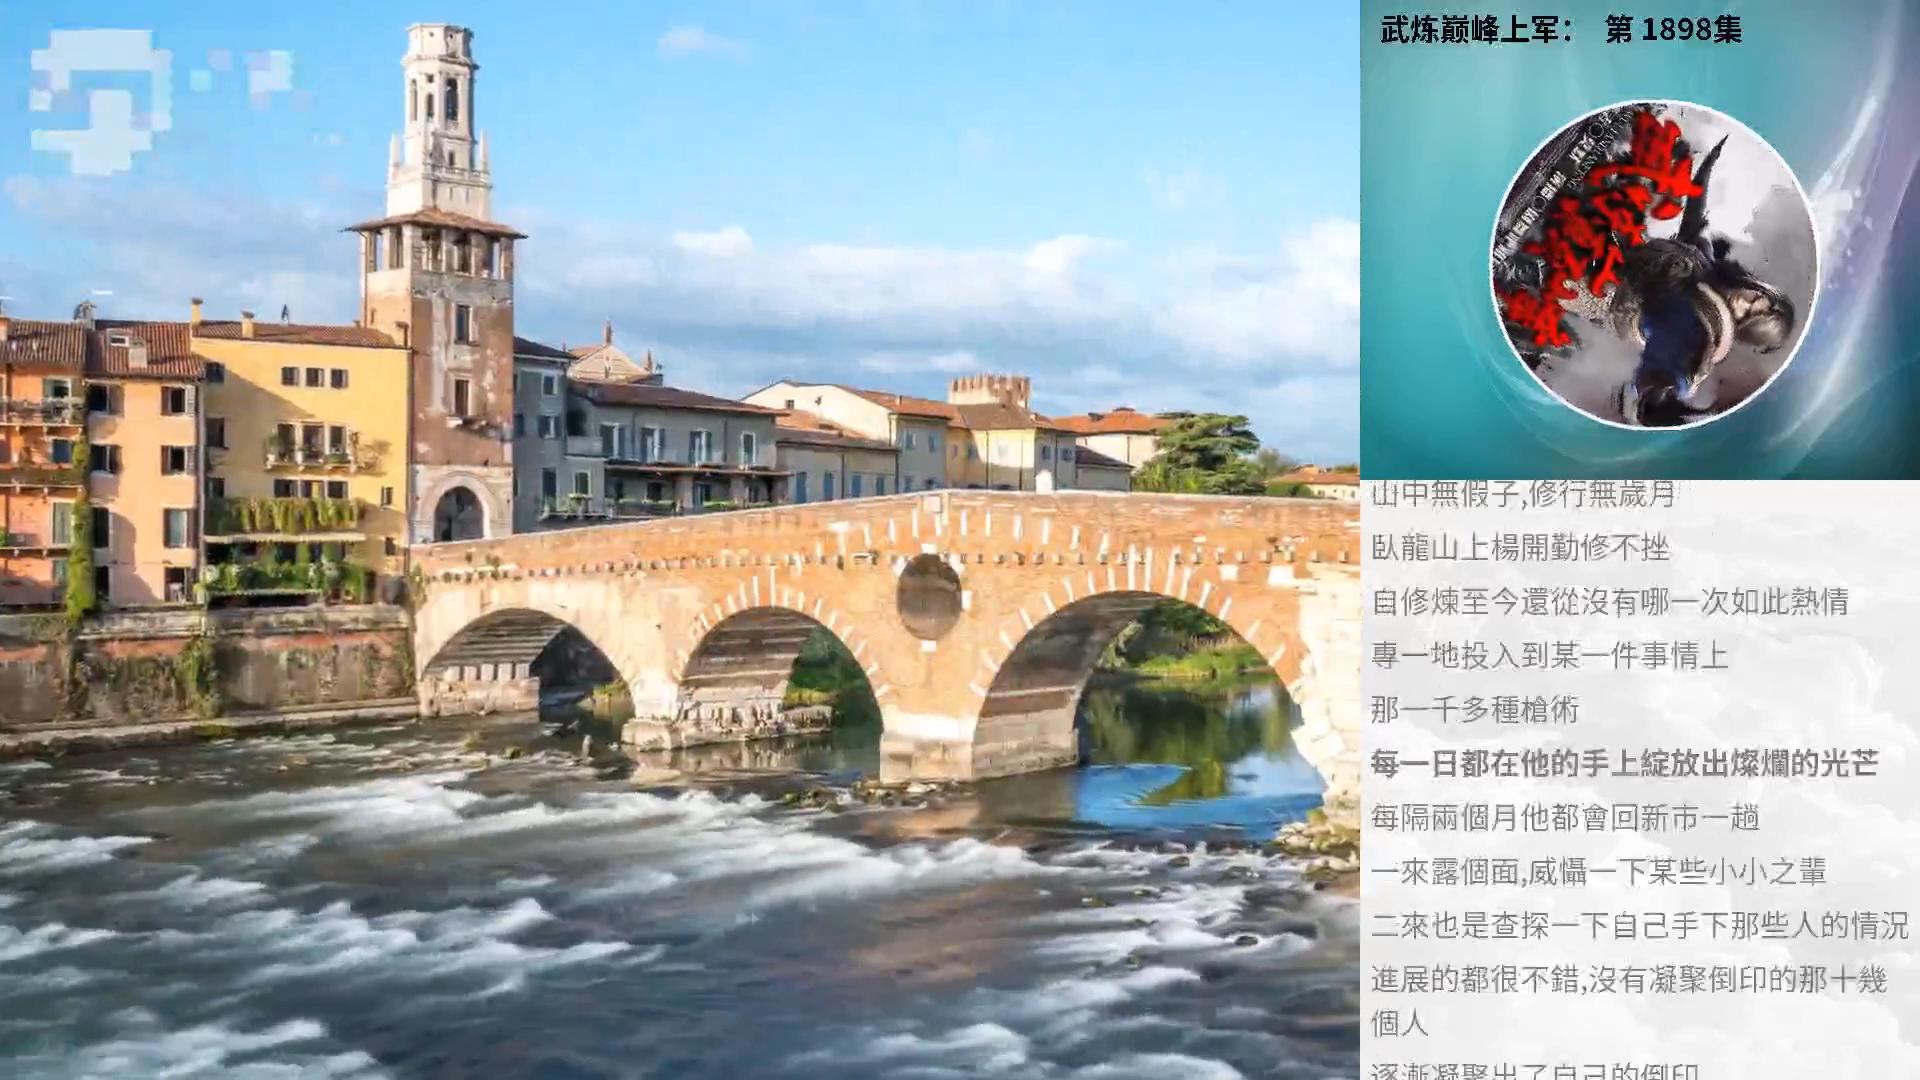 武炼巅峰上军： 第 1898集
山中無假子,修行無歲月
臥龍山上楊開勤修不挫
自修煉至今還從沒有哪一次如此熱情
專一地投入到某一件事情上
那一千多種槍術
每一日都在他的手上綻放出燦爛的光芒
每隔兩個月他都會回新市一趟
一來露個面,威懾一下某些小小之輩
二來也是查探一下自己手下那些人的情況
進展的都很不錯,沒有凝聚倒印的那十幾
個人
逐漸凝聚出了自己的倒印